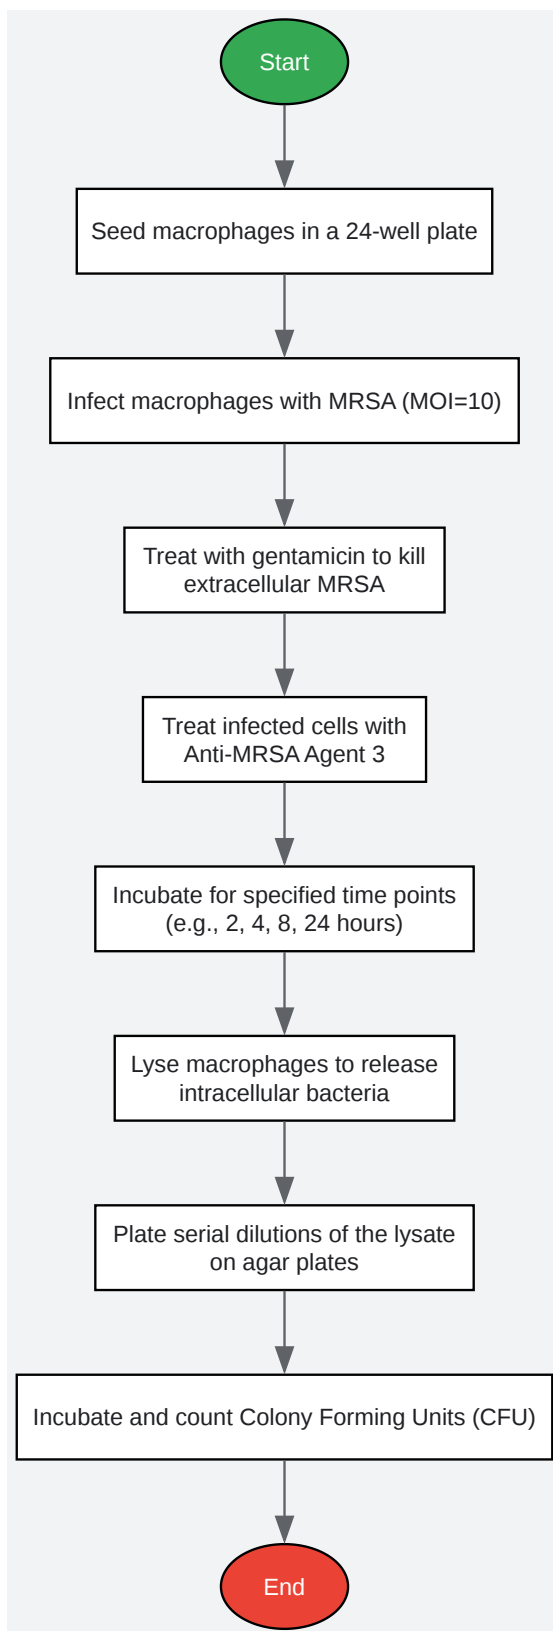 Start
Seed macrophages in a 24-well plate
Infect macrophages with MRSA (MOI=10)
Treat with gentamicin to kill
extracellular MRSA
Treat infected cells with
Anti-MRSA Agent 3
Incubate for specified time points
(e.g., 2, 4, 8, 24 hours)
Lyse macrophages to release
intracellular bacteria
Plate serial dilutions of the lysate
on agar plates
Incubate and count Colony Forming Units (CFU)
End